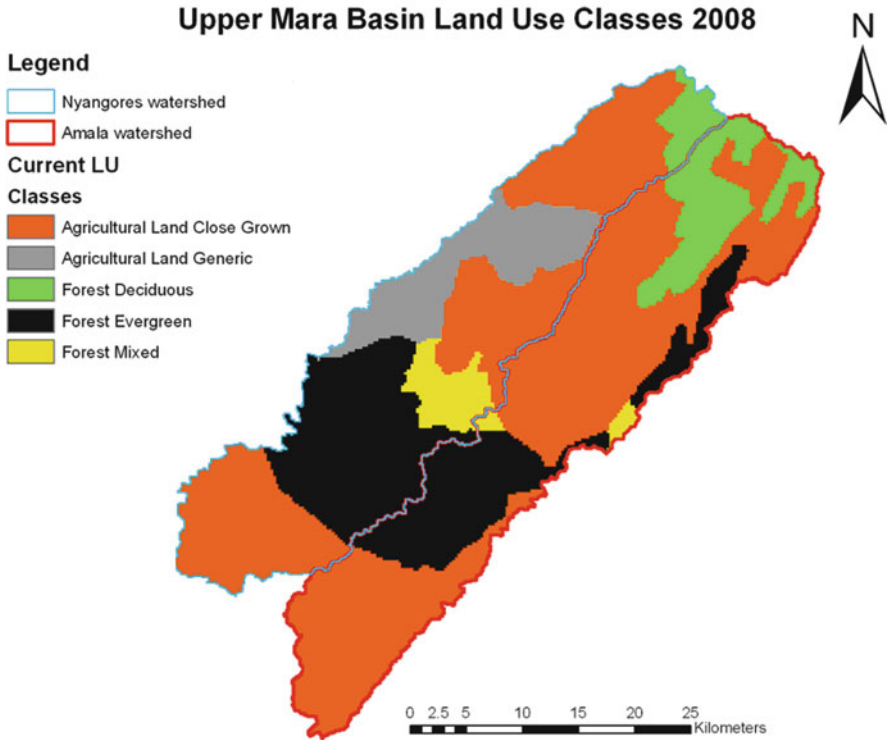 Upper Mara Basin Land Use Classes 2008
N
Legend
Nyangores watershed
Amala watershed
Current LU
Classes
Agricultural Land Close Grown
Agricultural Land Generic
Forest Deciduous
Forest Evergreen
Forest Mixed
0 2.5 5 10 15 20 25
Kilometers